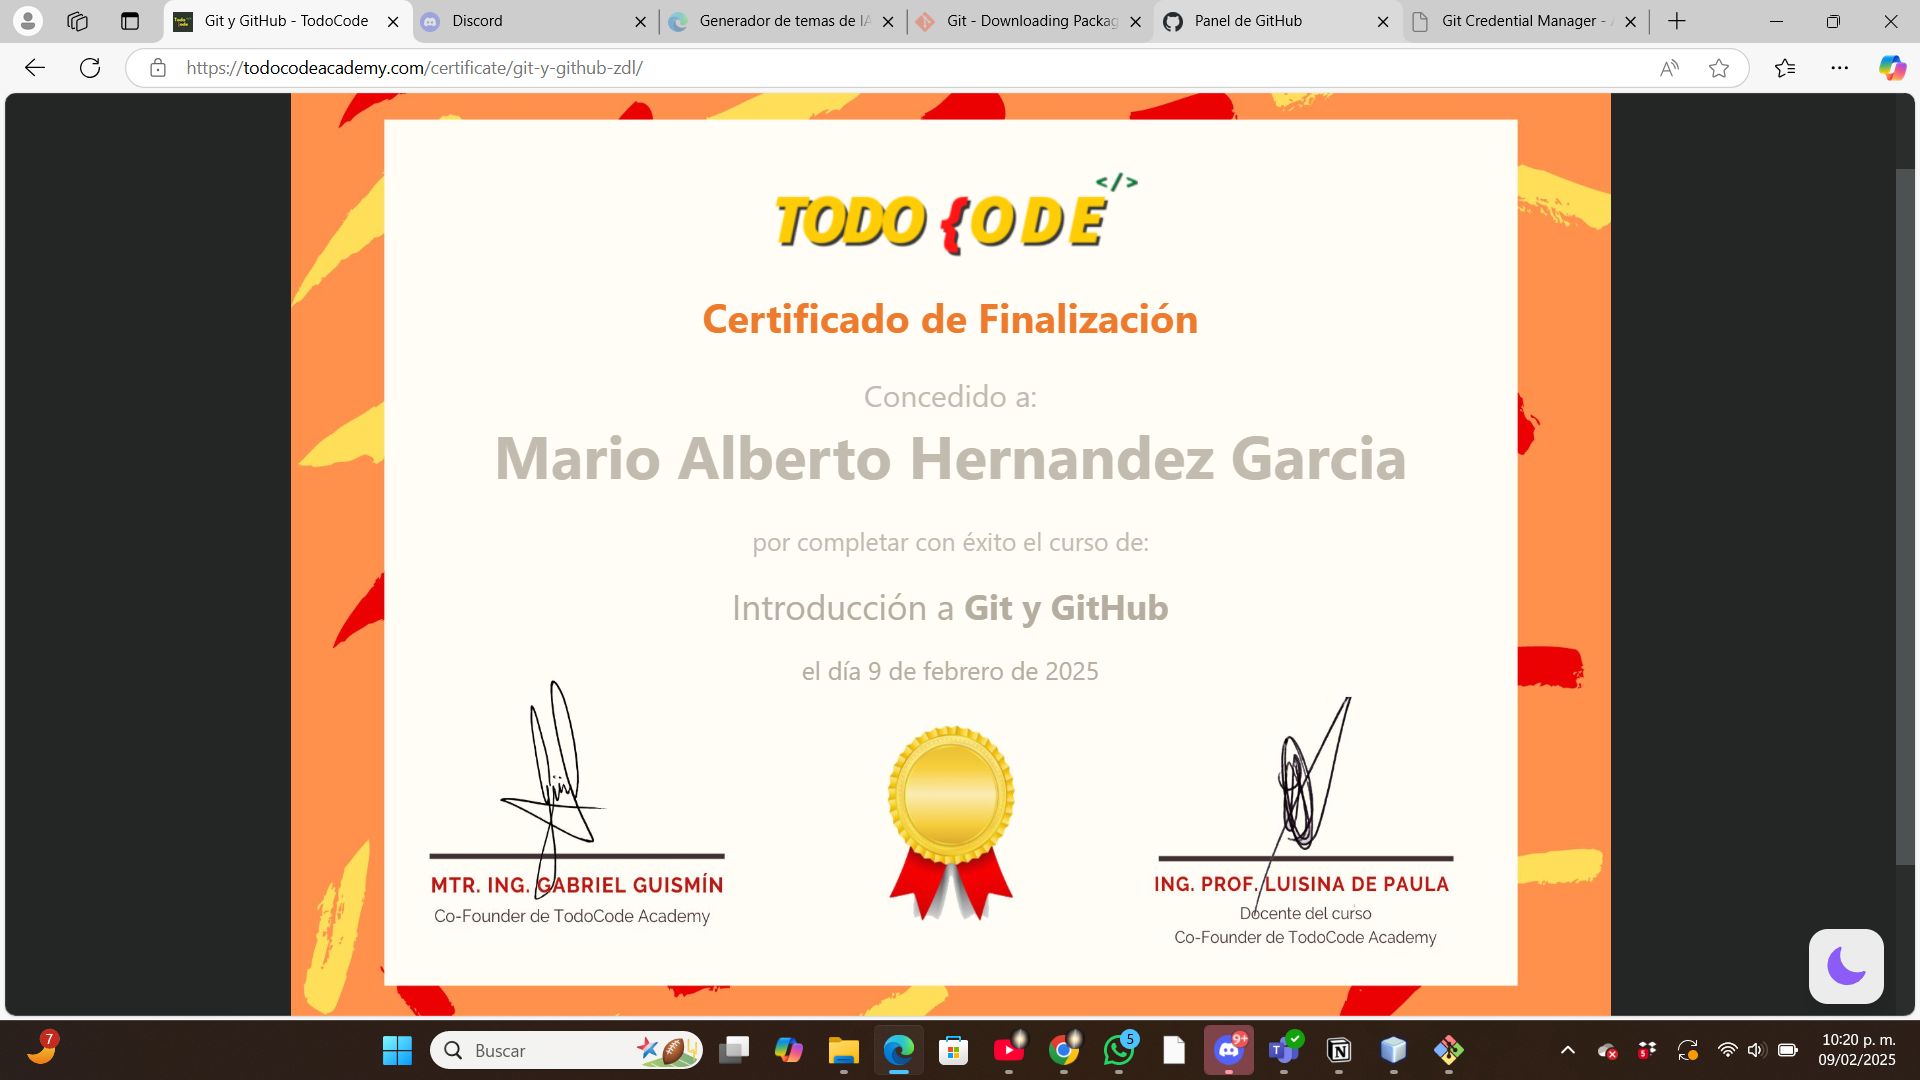 Git y GitHub - TodoCode
Discord
Generador de temas de IA
Git - Downloading Packag
Panel de GitHub
Git Credential Manager -
https://todocodeacademy.com/certificate/git-y-github-zdl/
TODO {ODE </>
Certificado de Finalización
Concedido a:
Mario Alberto Hernandez Garcia
por completar con éxito el curso de:
Introducción a Git y GitHub
el día 9 de febrero de 2025
MTR. ING. GABRIEL GUISMÍN
Co-Founder de TodoCode Academy
ING. PROF. LUISINA DE PAULA
Docente del curso
Co-Founder de TodoCode Academy
7
Buscar
5
9+
5
10:20 p. m.
09/02/2025